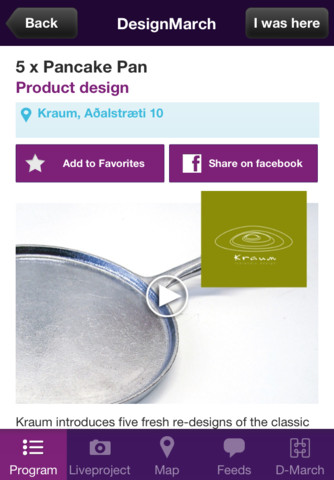 Back
DesignMarch
I was here
5 x Pancake Pan
Product design
Kraum, Aðalstræti 10
Add to Favorites
Share on facebook
Kraum
Kraum introduces five fresh re-designs of the classic
Program
Liveproject
Map
Feeds
D-March